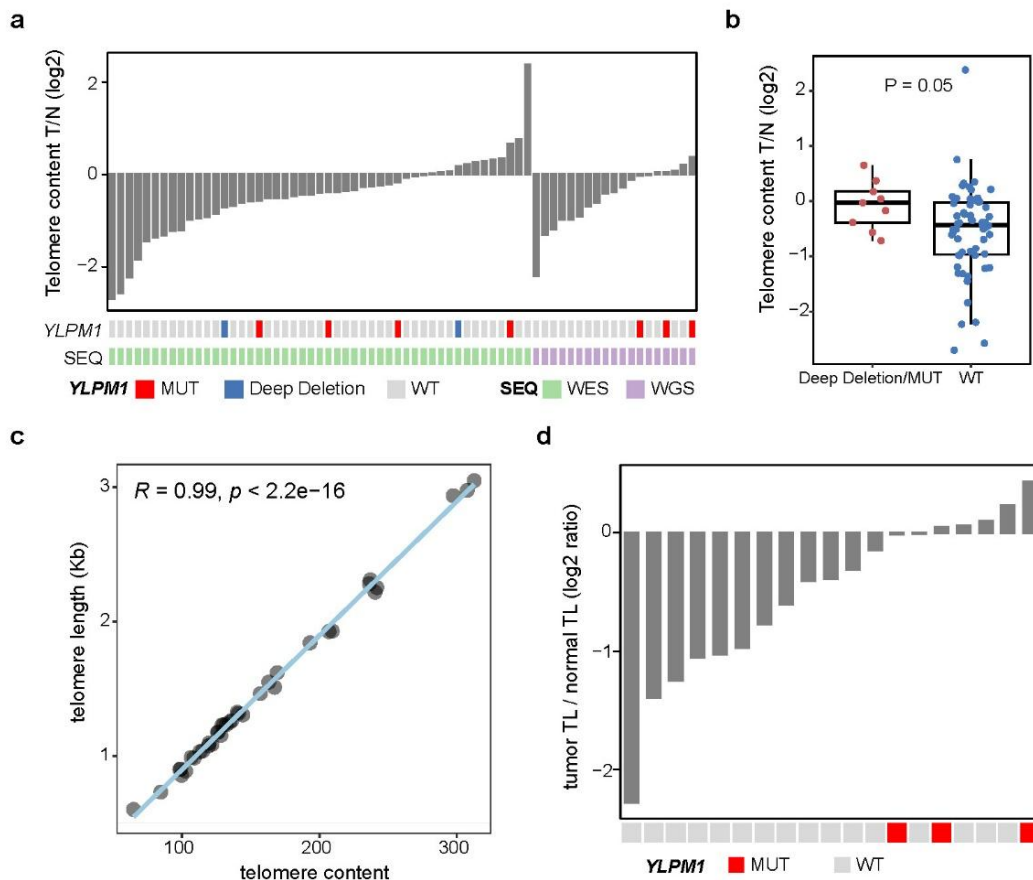 a
Telomere content T/N (log2)
2
0
−2
YLPM1
SEQ
YLPM1 MUT Deep Deletion WT SEQ WES WGS
b
Telomere content T/N (log2)
P = 0.05
2
1
0
−1
−2
Deep Deletion/MUT WT
c
R = 0.99, p < 2.2e−16
telomere length (Kb)
3
2
1
100 200 300
telomere content
d
tumor TL / normal TL (log2 ratio)
0
−1
−2
YLPM1 MUT WT